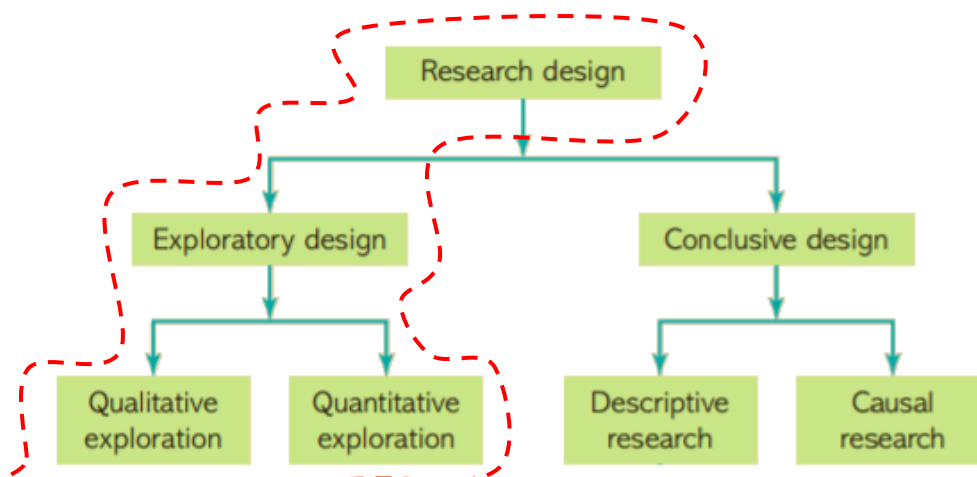 Research design
Exploratory design
Conclusive design
Qualitative
exploration
Quantitative
exploration
Descriptive
research
Causal
research